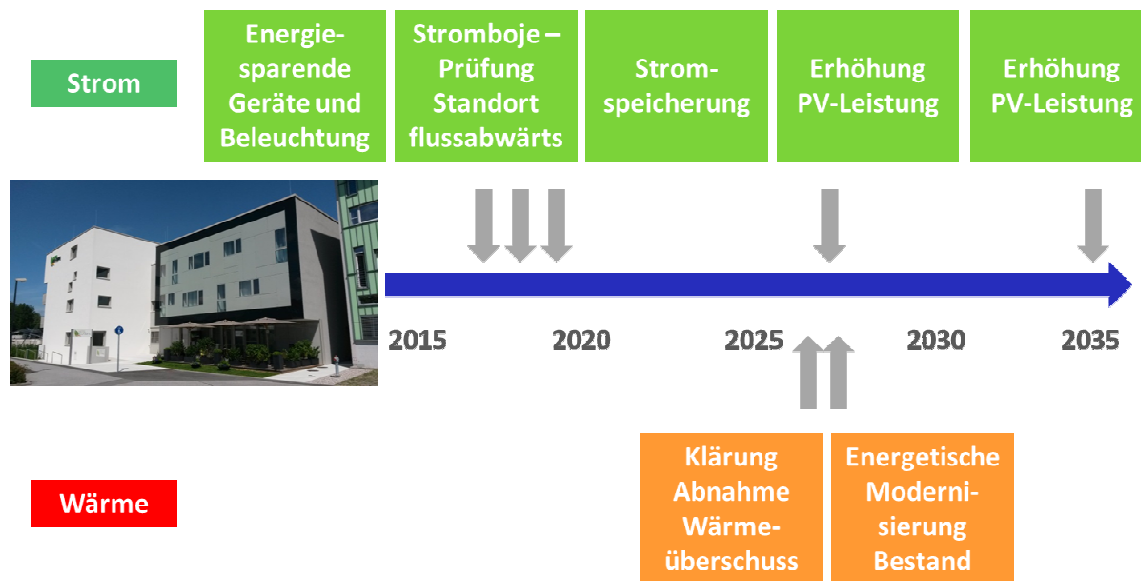 Strom
Energie-
sparende
Geräte und
Beleuchtung
Stromboje –
Prüfung
Standort
flussabwärts
Strom-
speicherung
Erhöhung
PV-Leistung
Erhöhung
PV-Leistung
2015
2020
2025
2030
2035
Wärme
Klärung
Abnahme
Wärme-
überschuss
Energetische
Moderni-
sierung
Bestand